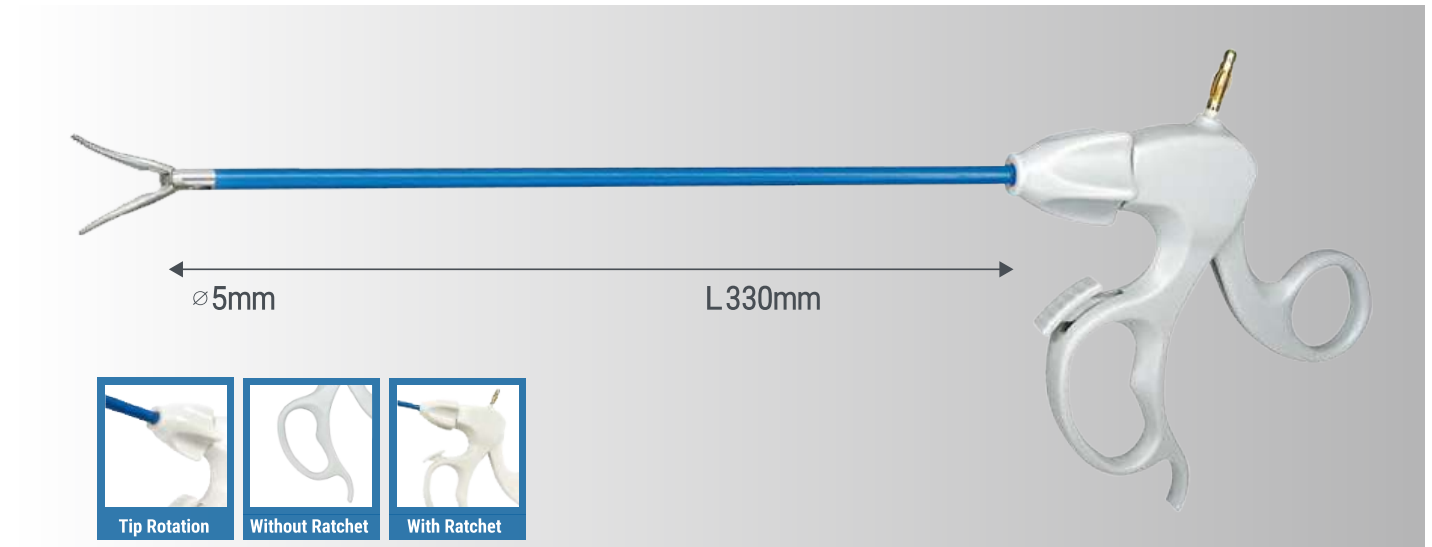 ⌀5mm
L330mm
Tip Rotation
Without Ratchet
With Ratchet